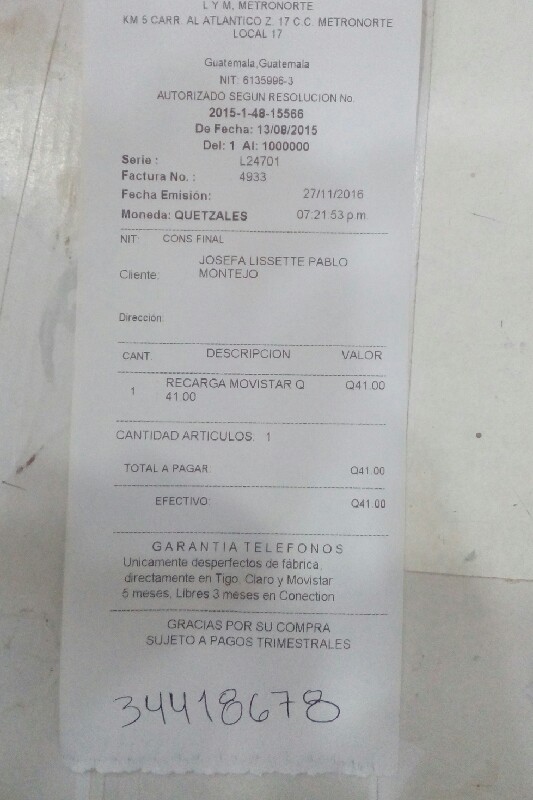 L Y M, METRONORTE
KM 5 CARR. AL ATLANTICO Z. 17 C.C. METRONORTE
LOCAL 17
Guatemala,Guatemala
NIT: 6135996-3
AUTORIZADO SEGUN RESOLUCION No.
2015-1-48-15566
De Fecha: 13/08/2015
Del: 1 Al: 1000000
Serie : L24701
Factura No. : 4933
Fecha Emisión: 27/11/2016
Moneda: QUETZALES 07:21:53 p.m.
NIT: CONS FINAL
JOSEFA LISSETTE PABLO
Cliente: MONTEJO
Dirección:
CANT. DESCRIPCION VALOR
1 RECARGA MOVISTAR Q Q41.00
41.00
CANTIDAD ARTICULOS: 1
TOTAL A PAGAR: Q41.00
EFECTIVO: Q41.00
GARANTIA TELEFONOS
Unicamente desperfectos de fábrica,
directamente en Tigo, Claro y Movistar
6 meses, Libres 3 meses en Conection
GRACIAS POR SU COMPRA
SUJETO A PAGOS TRIMESTRALES
34418678